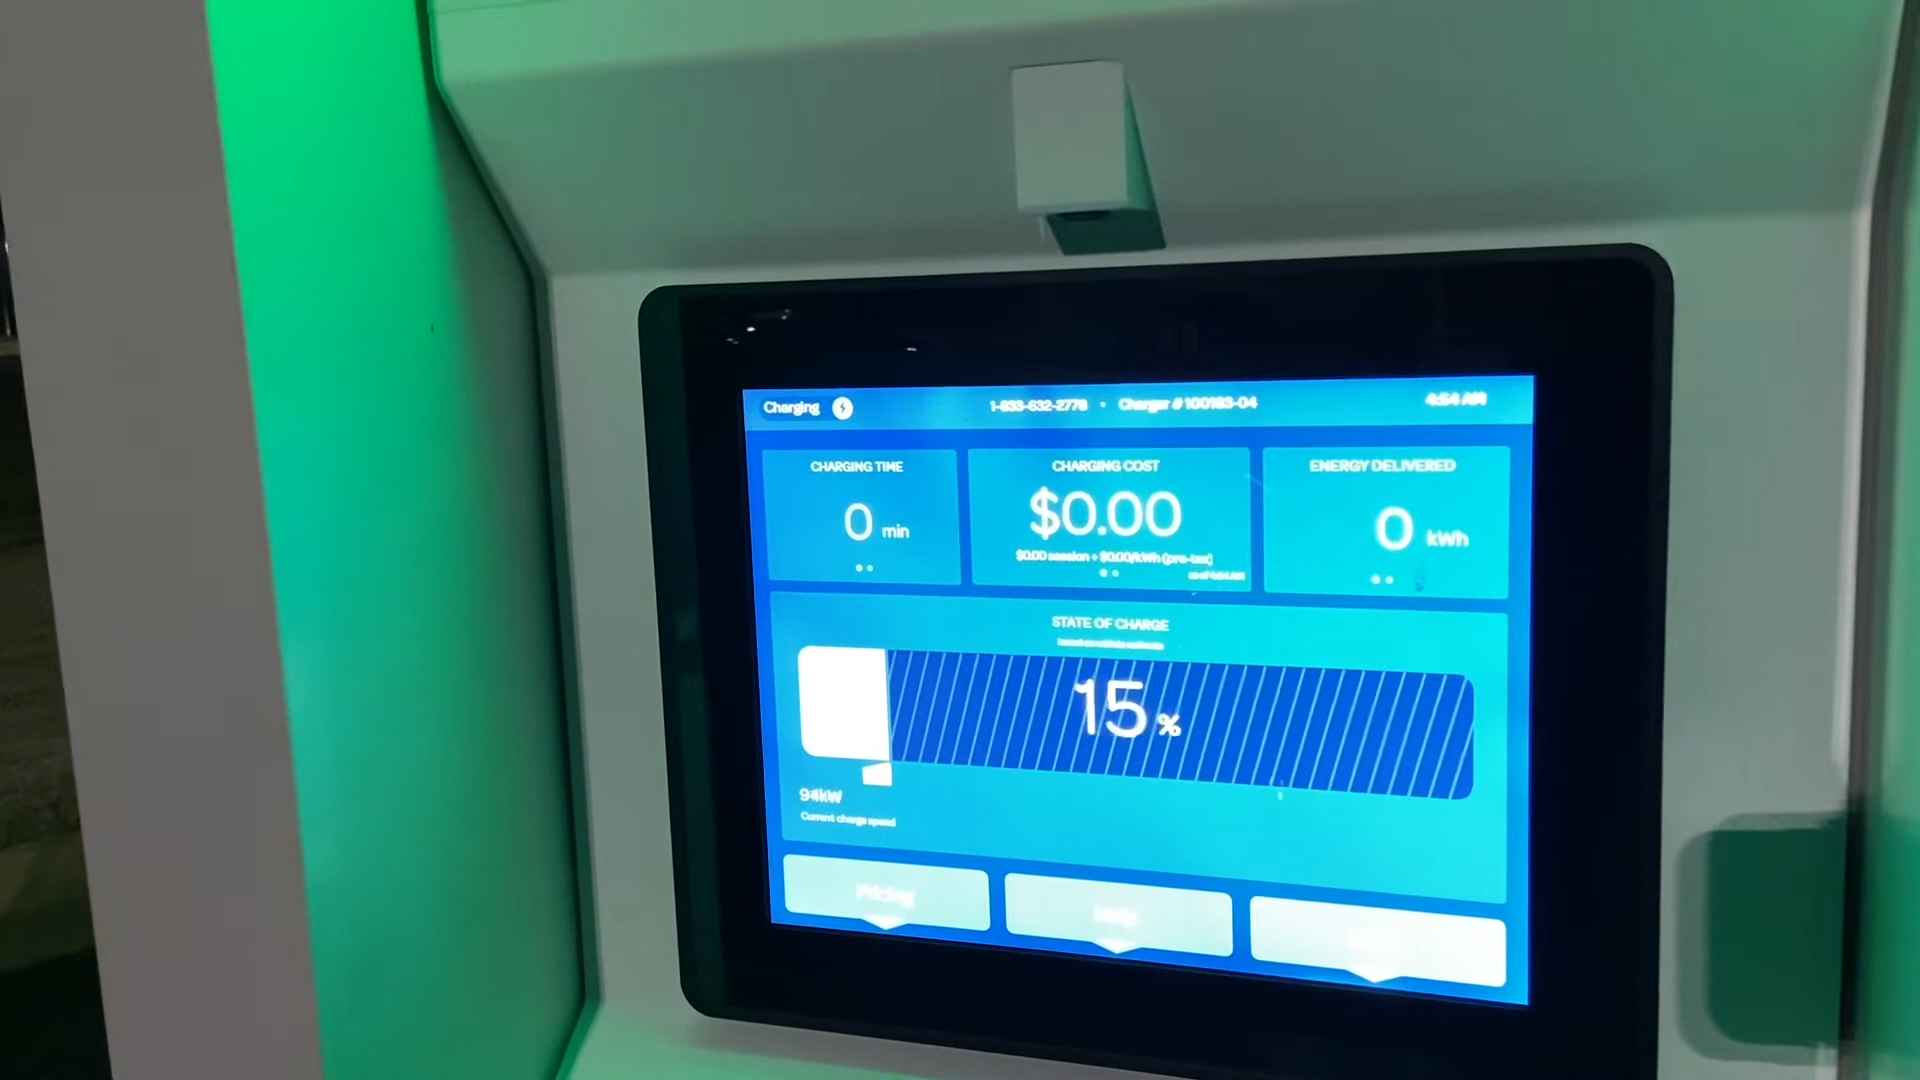 Charging
1-833-632-2778 • Charger #100183-04
4:54 AM
CHARGING TIME
0 min
CHARGING COST
$0.00
$0.00 session + $0.00/kWh (pre-tax)
ENERGY DELIVERED
0 kWh
STATE OF CHARGE
15 %
94kW
Current charge speed
Pricing
Help